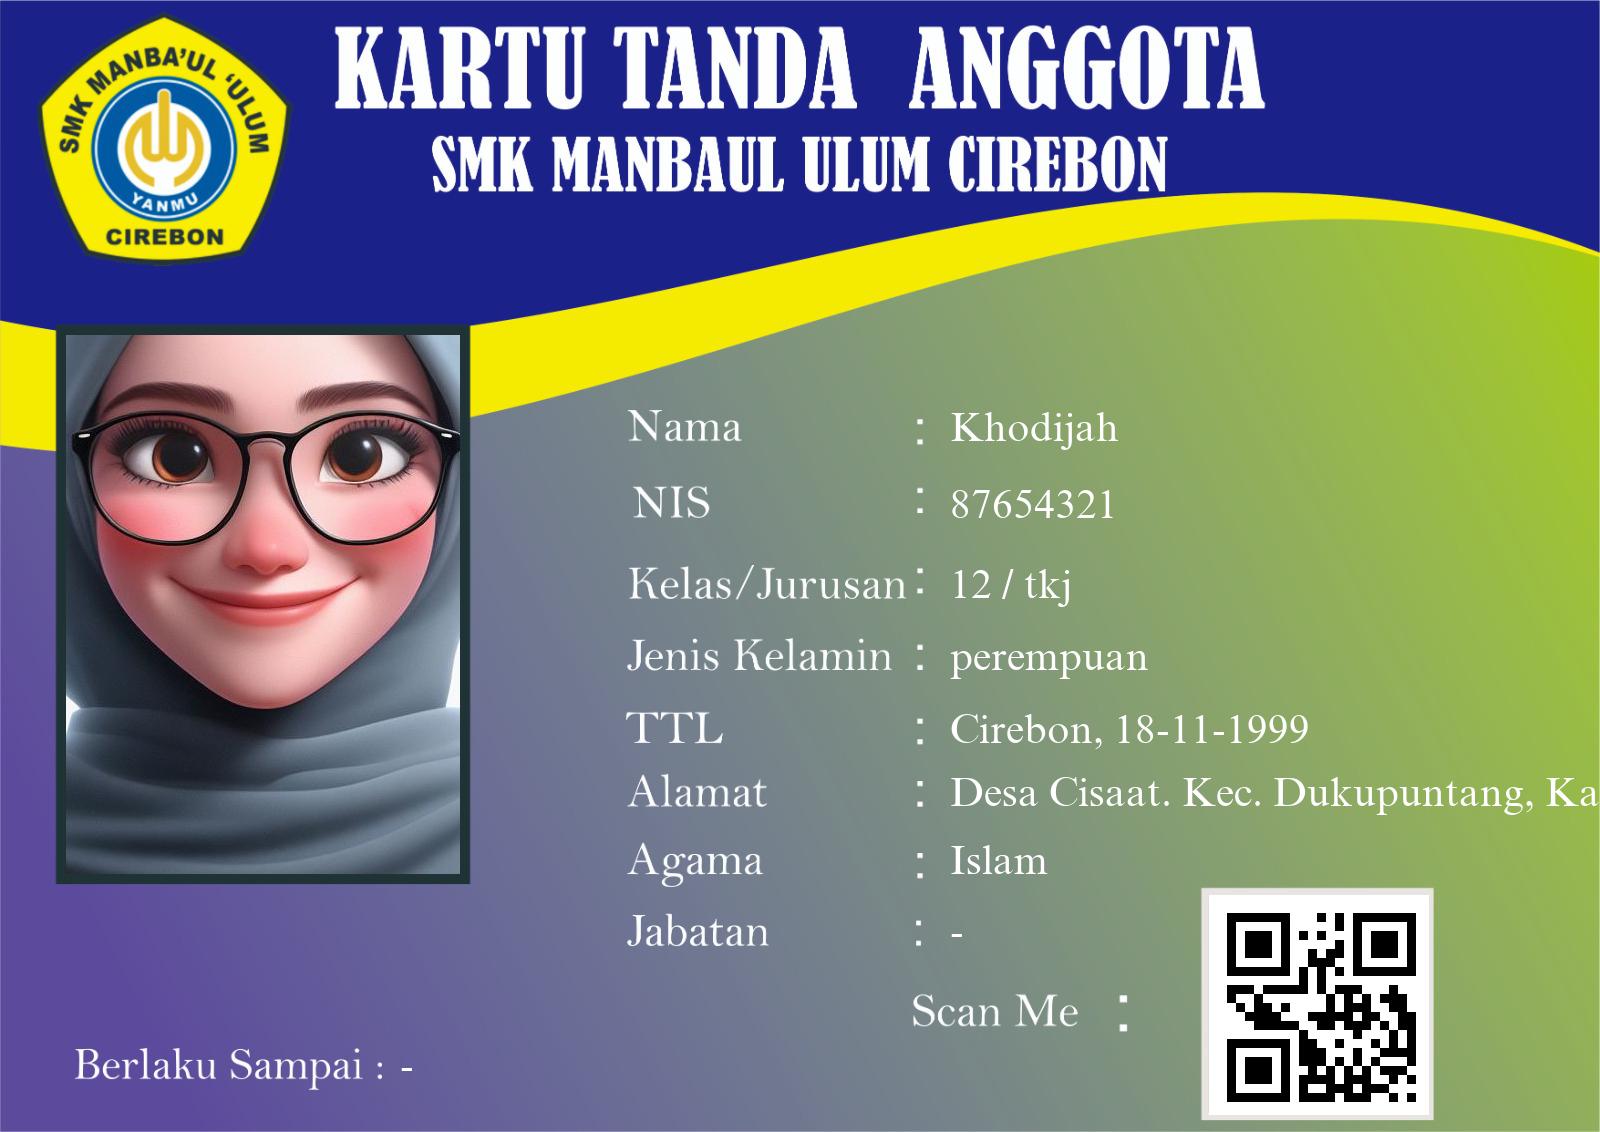 SMK MANBA'UL 'ULUM
YANMU
CIREBON
KARTU TANDA ANGGOTA
SMK MANBAUL ULUM CIREBON
Nama : Khodijah
NIS : 87654321
Kelas/Jurusan : 12 / tkj
Jenis Kelamin : perempuan
TTL : Cirebon, 18-11-1999
Alamat : Desa Cisaat. Kec. Dukupuntang, Ka
Agama : Islam
Jabatan : -
Scan Me :
Berlaku Sampai : -